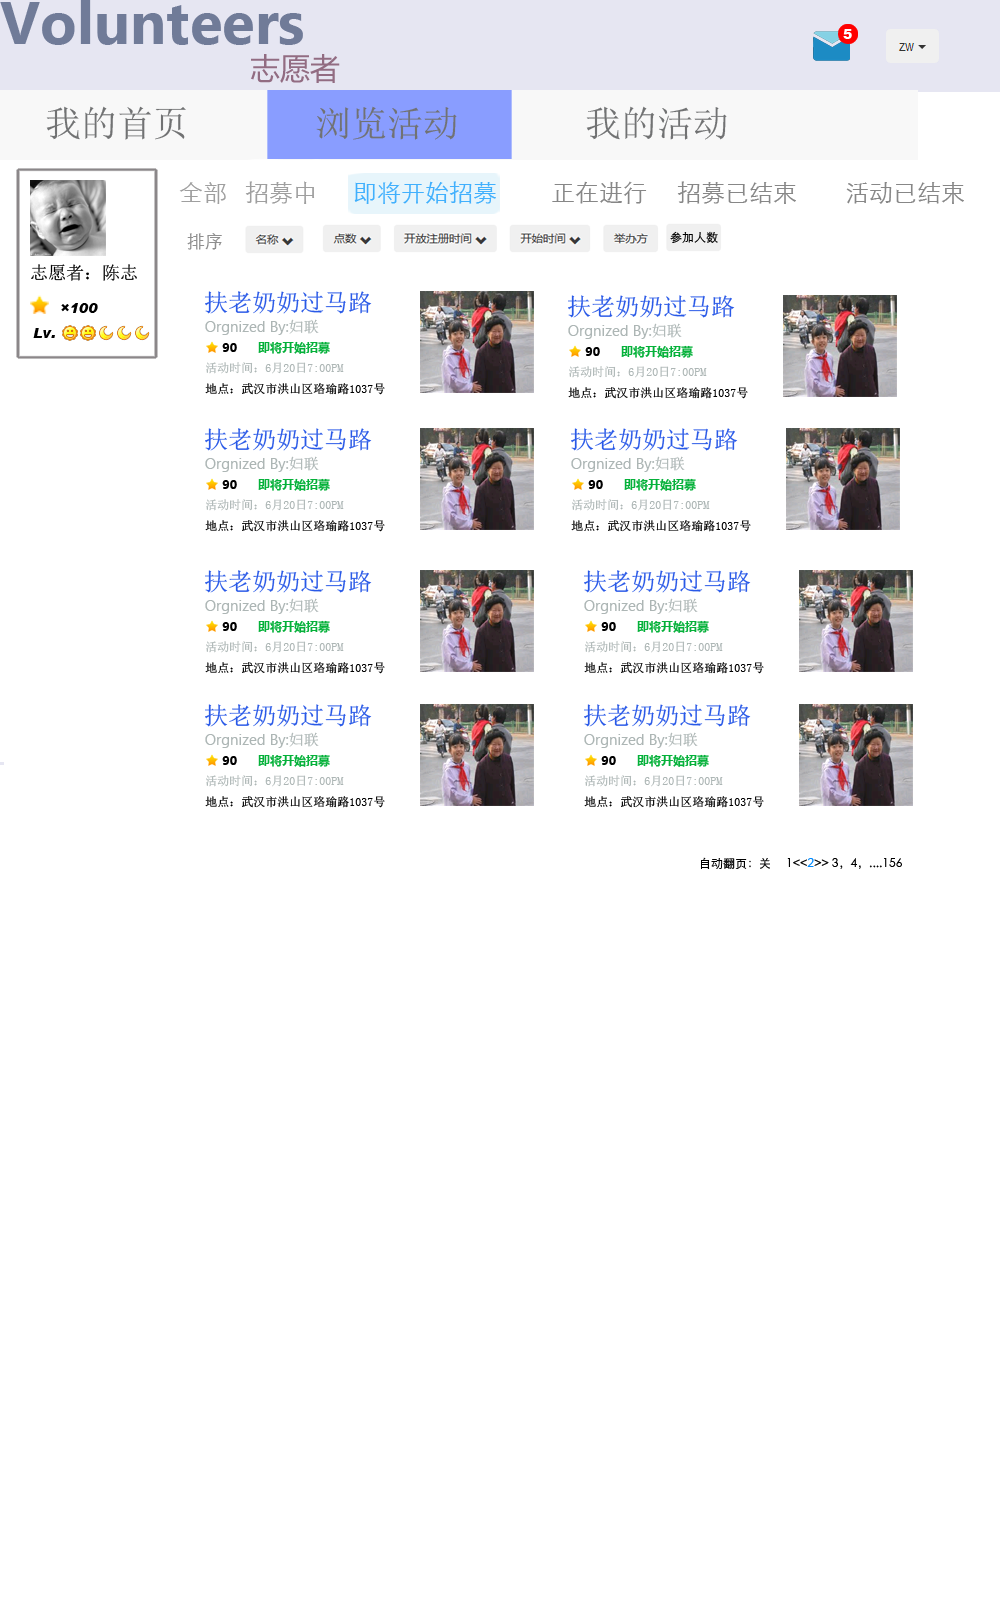 Volunteers
志愿者
5
ZW
我的首页 浏览活动 我的活动
全部 招募中 即将开始招募 正在进行 招募已结束 活动已结束
排序 名称 点数 开放注册时间 开始时间 举办方 参加人数
志愿者：陈志
×100
Lv.
扶老奶奶过马路
Orgnized By:妇联
90 即将开始招募
活动时间：6月20日7:00PM
地点：武汉市洪山区珞瑜路1037号
扶老奶奶过马路
Orgnized By:妇联
90 即将开始招募
活动时间：6月20日7:00PM
地点：武汉市洪山区珞瑜路1037号
扶老奶奶过马路
Orgnized By:妇联
90 即将开始招募
活动时间：6月20日7:00PM
地点：武汉市洪山区珞瑜路1037号
扶老奶奶过马路
Orgnized By:妇联
90 即将开始招募
活动时间：6月20日7:00PM
地点：武汉市洪山区珞瑜路1037号
扶老奶奶过马路
Orgnized By:妇联
90 即将开始招募
活动时间：6月20日7:00PM
地点：武汉市洪山区珞瑜路1037号
扶老奶奶过马路
Orgnized By:妇联
90 即将开始招募
活动时间：6月20日7:00PM
地点：武汉市洪山区珞瑜路1037号
扶老奶奶过马路
Orgnized By:妇联
90 即将开始招募
活动时间：6月20日7:00PM
地点：武汉市洪山区珞瑜路1037号
扶老奶奶过马路
Orgnized By:妇联
90 即将开始招募
活动时间：6月20日7:00PM
地点：武汉市洪山区珞瑜路1037号
自动翻页：关 1<<2>> 3，4，....156